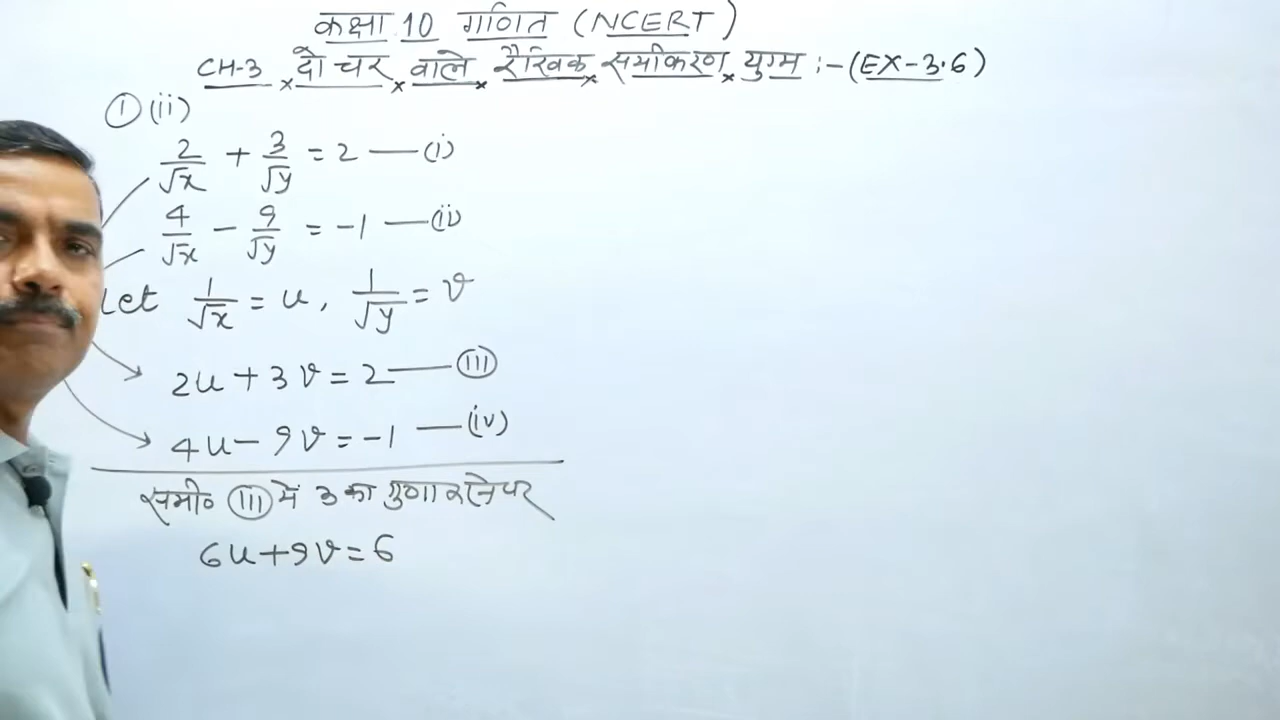 कक्षा 10 गणित (NCERT)
CH-3 × दो चर × वाले × रैखिक × समीकरण × युग्म :- (EX-3.6)
① (ii)
2/√x + 3/√y = 2 —(i)
4/√x - 9/√y = -1 —(ii)
Let 1/√x = u, 1/√y = v
2u + 3v = 2 — (III)
4u - 9v = -1 —(iv)
समी० (III) में 3 का गुणा करने पर
6u + 9v = 6